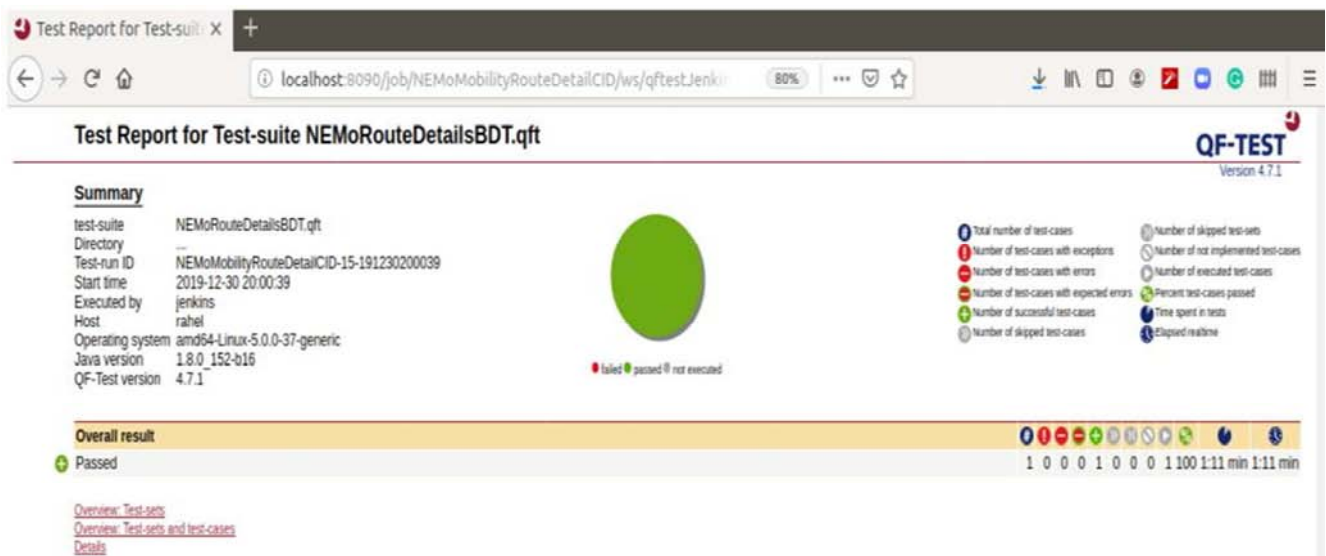 Test Report for Test-suit
localhost:8090/job/NEMoMobilityRouteDetailCID/ws/qftestJenkin
80%
Test Report for Test-suite NEMoRouteDetailsBDT.qft
QF-TEST
Version 4.7.1
Summary
test-suite NEMoRouteDetailsBDT.qft
Directory ...
Test-run ID NEMoMobilityRouteDetailCID-15-191230200039
Start time 2019-12-30 20:00:39
Executed by jenkins
Host rahel
Operating system amd64-Linux-5.0.0-37-generic
Java version 1.8.0_152-b16
QF-Test version 4.7.1
failed passed not executed
Total number of test-cases
Number of test-cases with exceptions
Number of test-cases with errors
Number of test-cases with expected errors
Number of successful test-cases
Number of skipped test-cases
Number of skipped test-sets
Number of not implemented test-cases
Number of executed test-cases
Percent test-cases passed
Time spent in tests
Elapsed realtime
Overall result
Passed 1 0 0 0 1 0 0 0 1 100 1:11 min 1:11 min
Overview: Test-sets
Overview: Test-sets and test-cases
Details